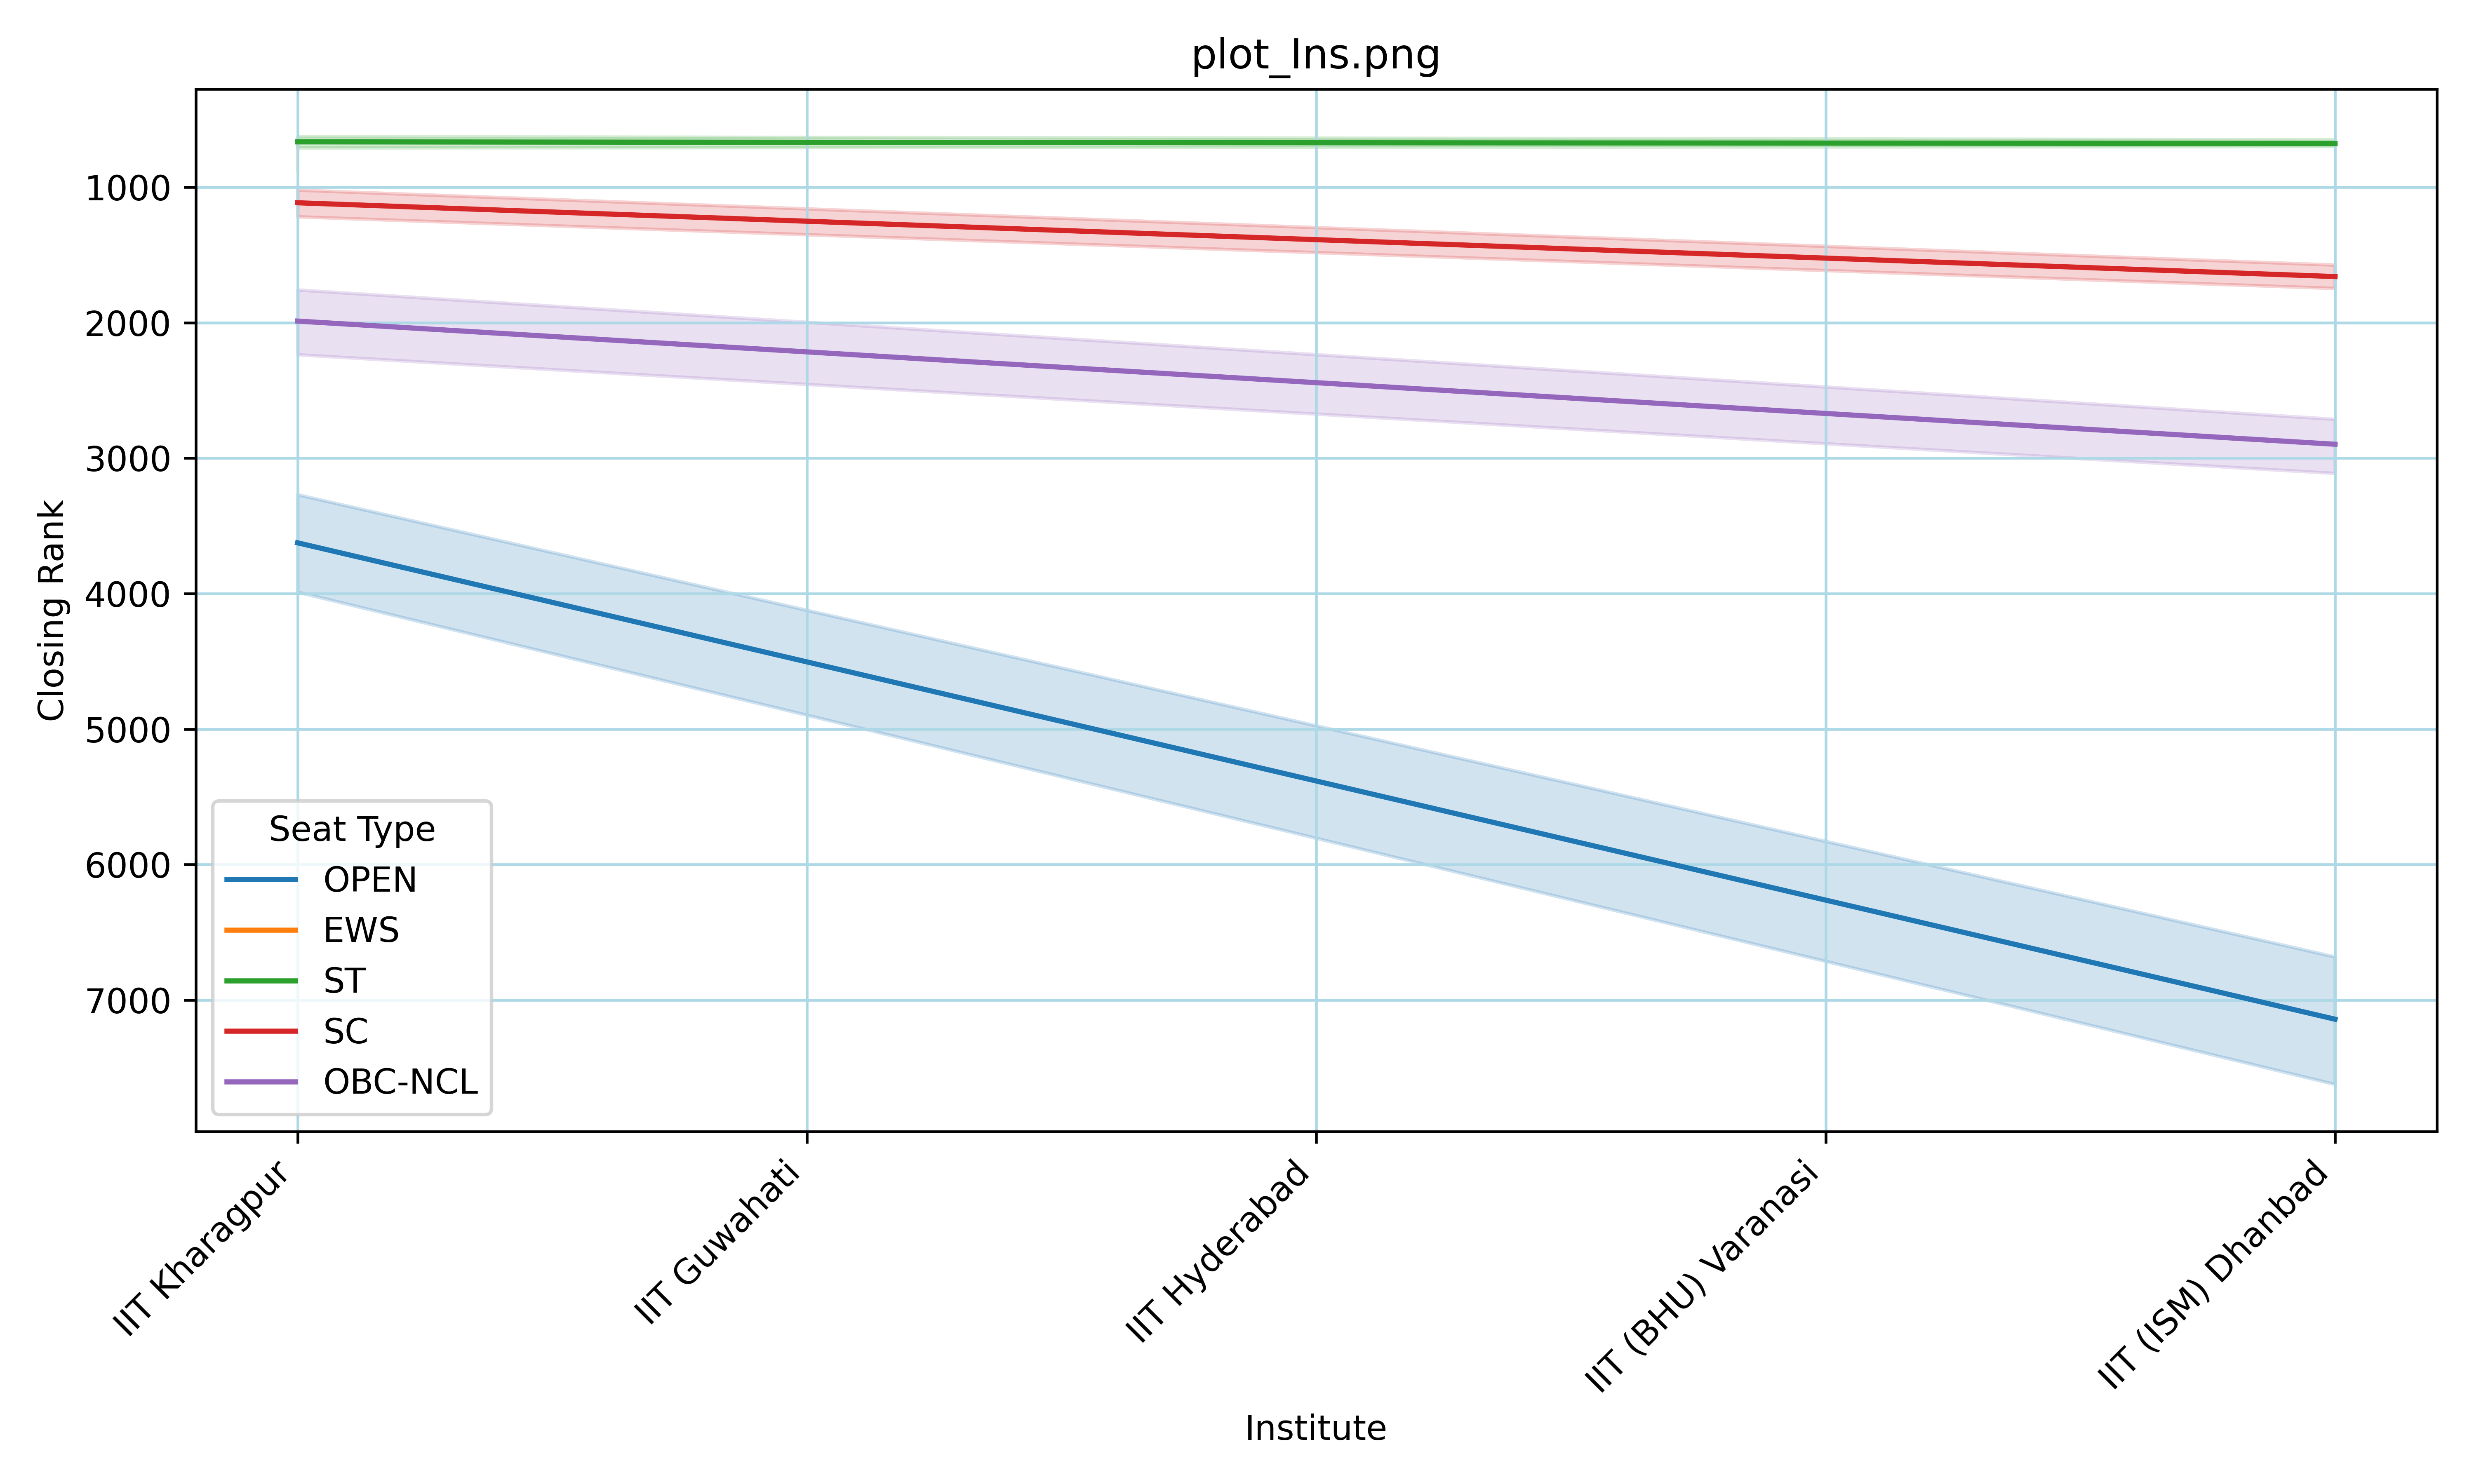 plot_Ins.png
Closing Rank
1000
2000
3000
4000
5000
6000
7000
Seat Type
OPEN
EWS
ST
SC
OBC-NCL
IIT Kharagpur
IIT Guwahati
IIT Hyderabad
IIT (BHU) Varanasi
IIT (ISM) Dhanbad
Institute